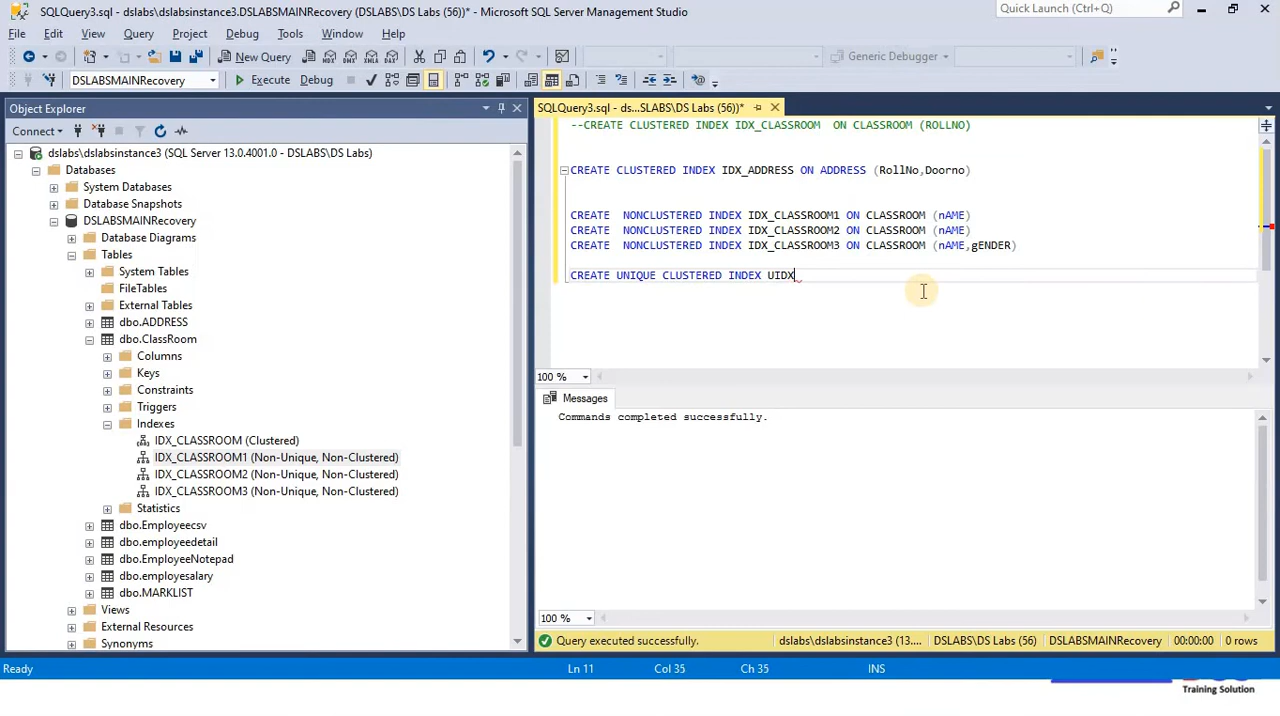 SQLQuery3.sql - dslabs\dslabsinstance3.DSLABSMAINRecovery (DSLABS\DS Labs (56))* - Microsoft SQL Server Management Studio
Quick Launch (Ctrl+Q)
File Edit View Query Project Debug Tools Window Help
New Query
Generic Debugger
DSLABSMAINRecovery
Execute Debug
Object Explorer
SQLQuery3.sql - ds...SLABS\DS Labs (56))*
Connect
dslabs\dslabsinstance3 (SQL Server 13.0.4001.0 - DSLABS\DS Labs)
Databases
System Databases
Database Snapshots
DSLABSMAINRecovery
Database Diagrams
Tables
System Tables
FileTables
External Tables
dbo.ADDRESS
dbo.ClassRoom
Columns
Keys
Constraints
Triggers
Indexes
IDX_CLASSROOM (Clustered)
IDX_CLASSROOM1 (Non-Unique, Non-Clustered)
IDX_CLASSROOM2 (Non-Unique, Non-Clustered)
IDX_CLASSROOM3 (Non-Unique, Non-Clustered)
Statistics
dbo.Employeecsv
dbo.employeedetail
dbo.EmployeeNotepad
dbo.employesalary
dbo.MARKLIST
Views
External Resources
Synonyms
--CREATE CLUSTERED INDEX IDX_CLASSROOM  ON CLASSROOM (ROLLNO)
CREATE CLUSTERED INDEX IDX_ADDRESS ON ADDRESS (RollNo,Doorno)
CREATE  NONCLUSTERED INDEX IDX_CLASSROOM1 ON CLASSROOM (nAME)
CREATE  NONCLUSTERED INDEX IDX_CLASSROOM2 ON CLASSROOM (nAME)
CREATE  NONCLUSTERED INDEX IDX_CLASSROOM3 ON CLASSROOM (nAME,gENDER)
CREATE UNIQUE CLUSTERED INDEX UIDX
100 %
Messages
Commands completed successfully.
100 %
Query executed successfully. dslabs\dslabsinstance3 (13.... DSLABS\DS Labs (56) DSLABSMAINRecovery 00:00:00 0 rows
Ready Ln 11 Col 35 Ch 35 INS
Training Solution